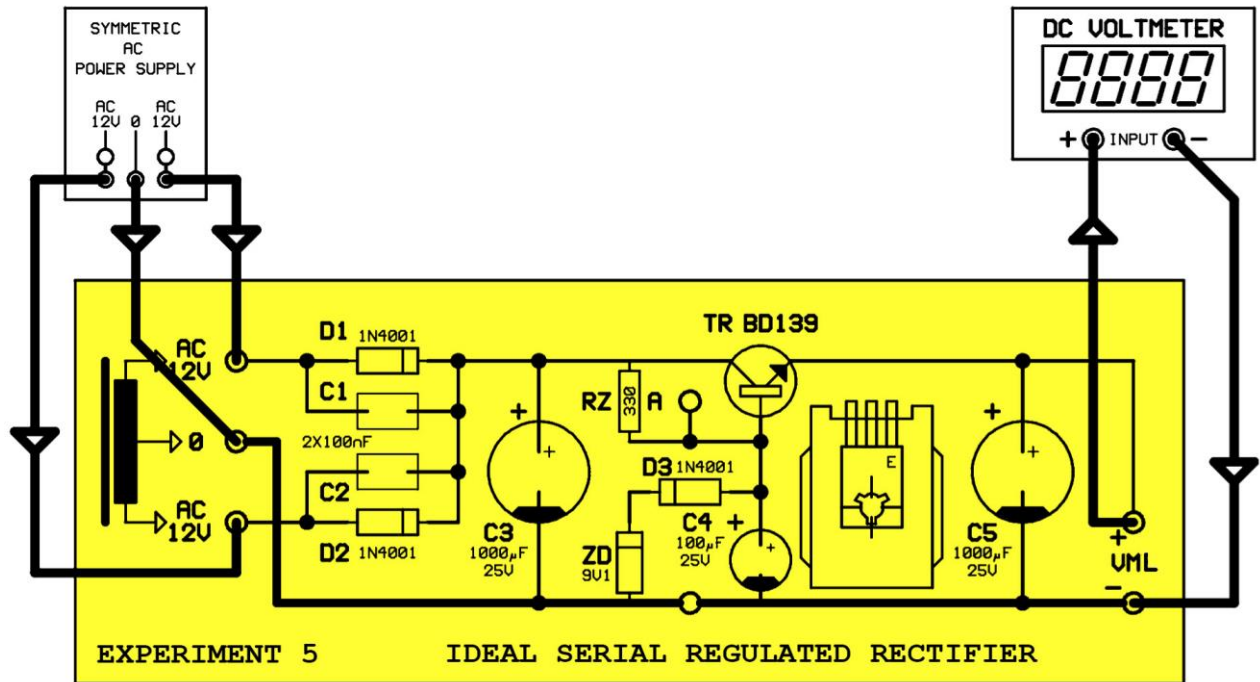 SYMMETRIC
AC
POWER SUPPLY
AC AC
12V 0 12V
DC VOLTMETER
8888
+ INPUT -
AC
12V
0
AC
12V
D1 1N4001
C1
2X100nF
C2
D2 1N4001
+
+
C3
1000µF
25V
RZ
330
A
TR BD139
D3 1N4001
ZD
9V1
C4
100µF
25V
+
+
E
+
+
C5
1000µF
25V
+
VML
-
EXPERIMENT 5 IDEAL SERIAL REGULATED RECTIFIER